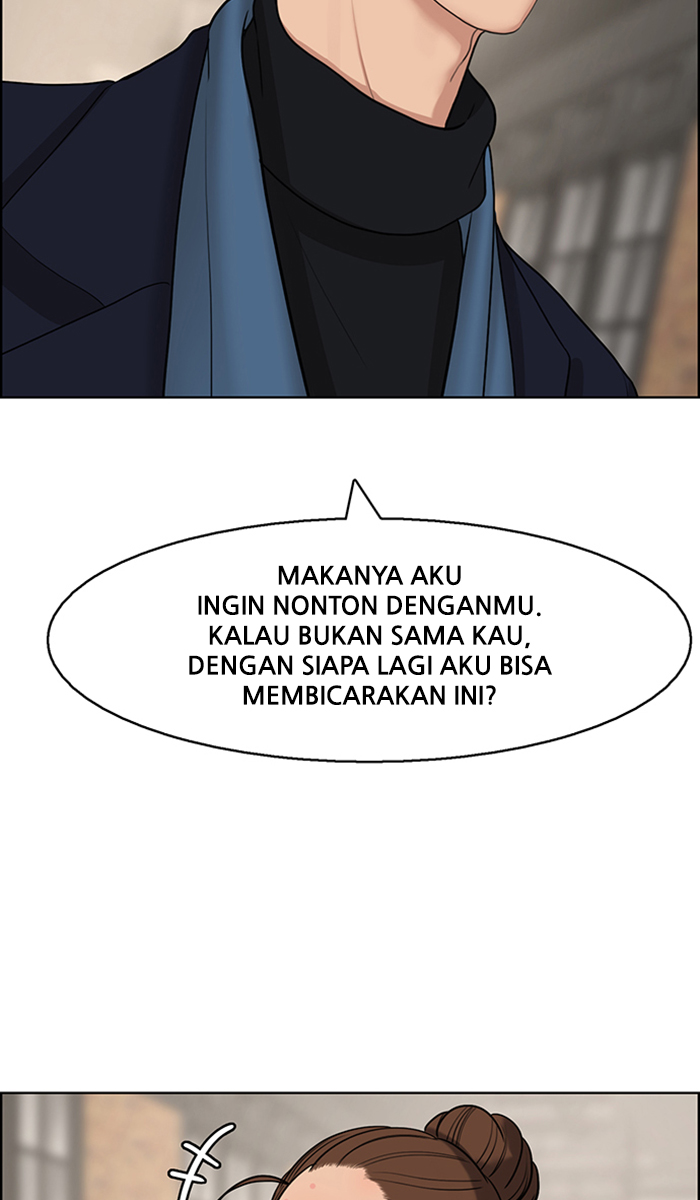 MAKANYA AKU
INGIN NONTON DENGANMU.
KALAU BUKAN SAMA KAU,
DENGAN SIAPA LAGI AKU BISA
MEMBICARAKAN INI?